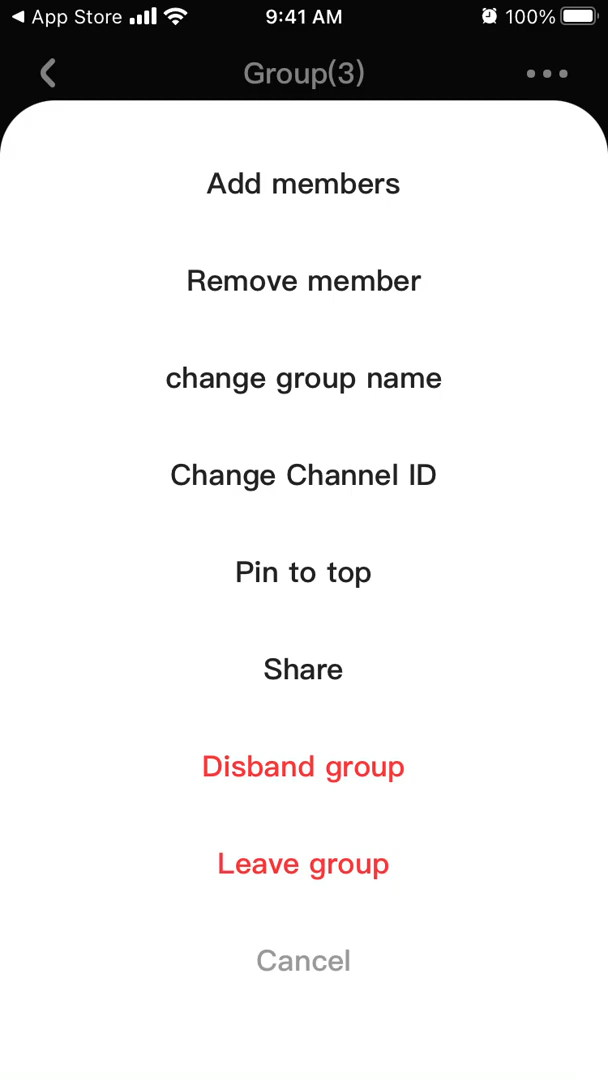 App Store 9:41 AM 100%
Group(3)
Add members
Remove member
change group name
Change Channel ID
Pin to top
Share
Disband group
Leave group
Cancel